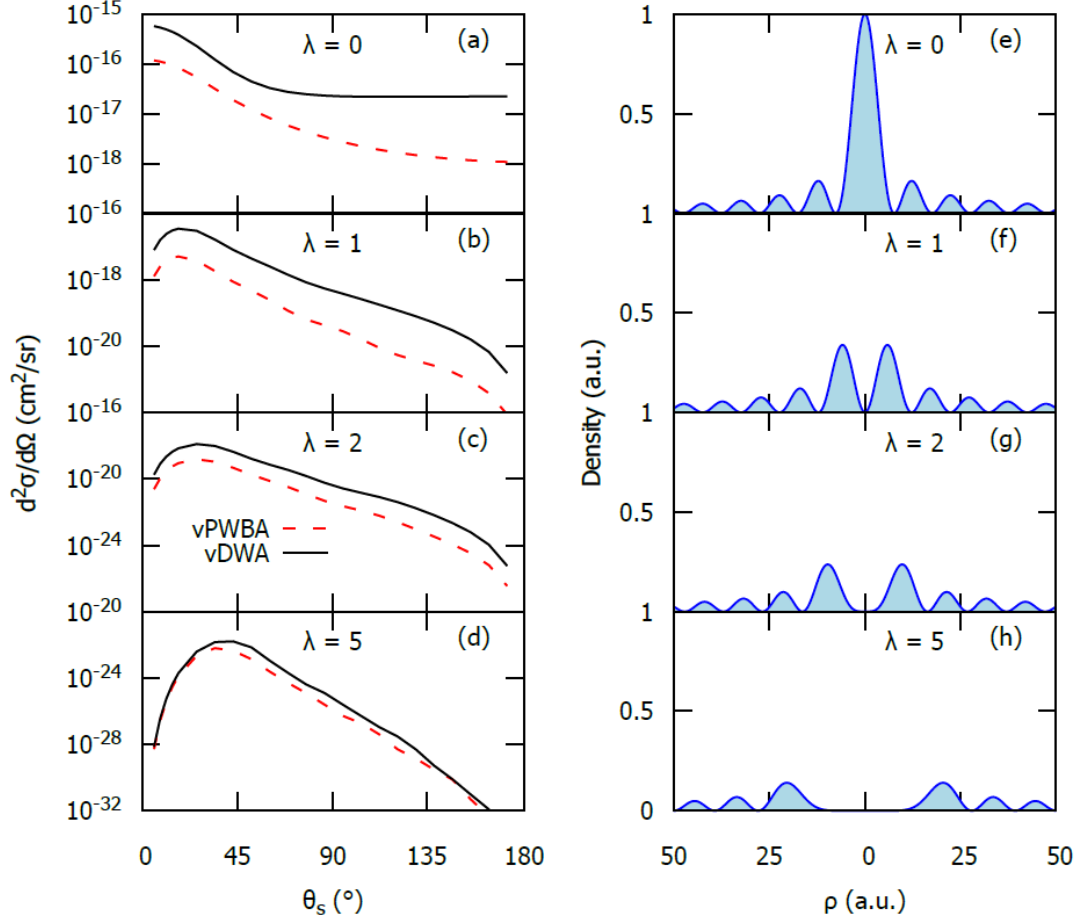 10⁻¹⁵
10⁻¹⁶
10⁻¹⁷
10⁻¹⁸
λ = 0
(a)
10⁻¹⁶
10⁻¹⁸
10⁻²⁰
λ = 1
(b)
10⁻¹⁶
10⁻²⁰
10⁻²⁴
λ = 2
(c)
vPWBA
vDWA
10⁻²⁰
10⁻²⁴
10⁻²⁸
10⁻³²
λ = 5
(d)
0 45 90 135 180
θₛ (°)
d²σ/dΩ (cm²/sr)
1
0.5
λ = 0
(e)
1
0.5
λ = 1
(f)
1
0.5
λ = 2
(g)
1
0.5
0
λ = 5
(h)
50 25 0 25 50
ρ (a.u.)
Density (a.u.)